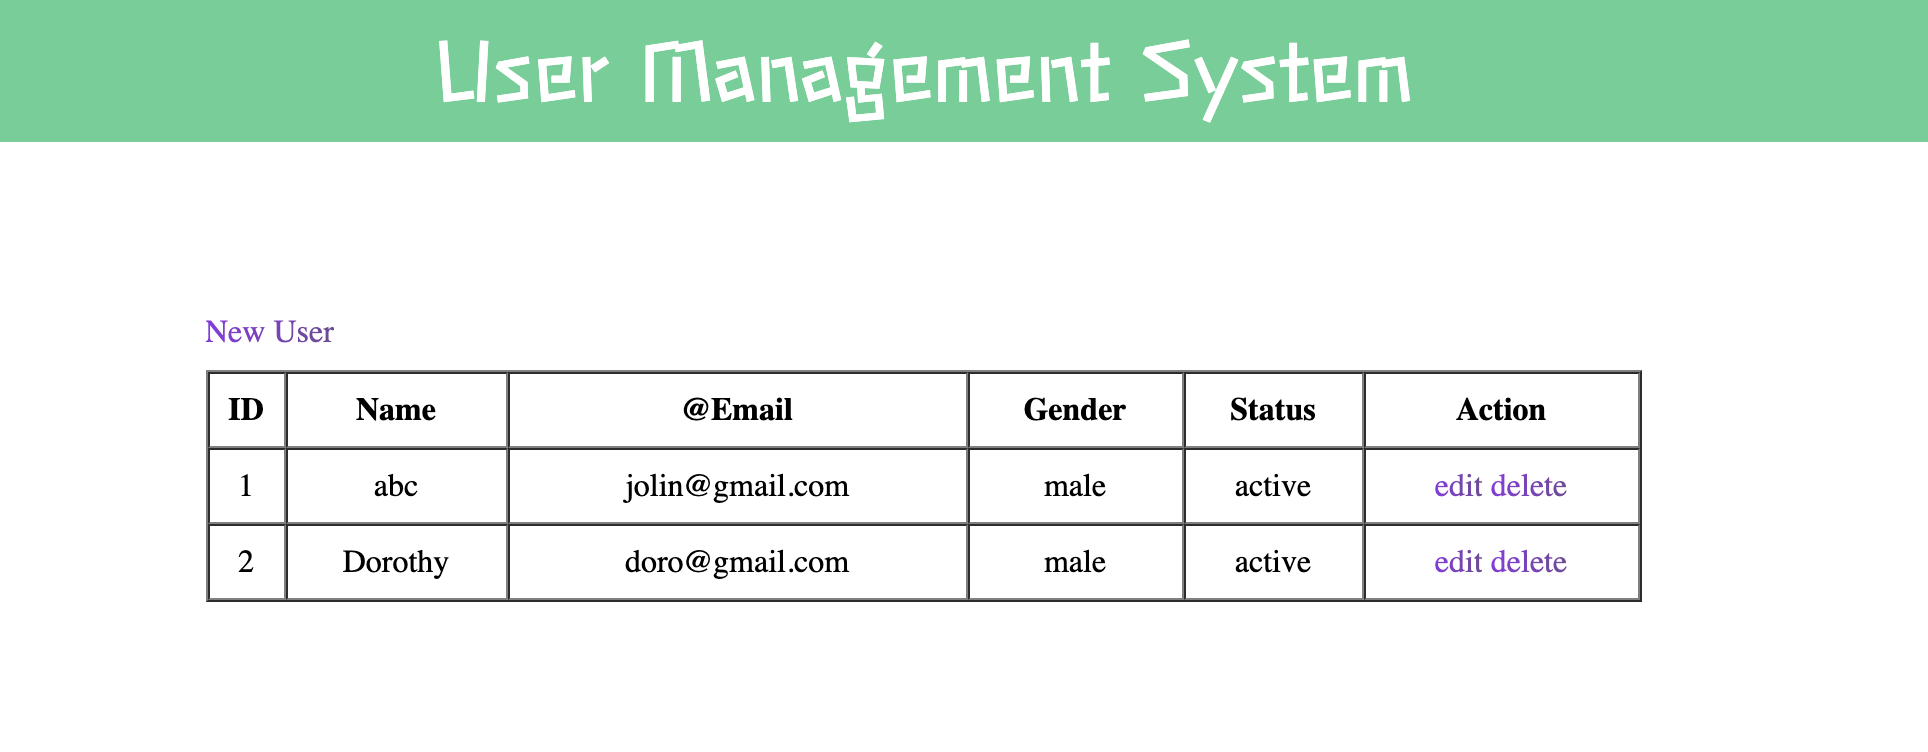 User Management System
New User
ID Name @Email Gender Status Action
1 abc jolin@gmail.com male active edit delete
2 Dorothy doro@gmail.com male active edit delete